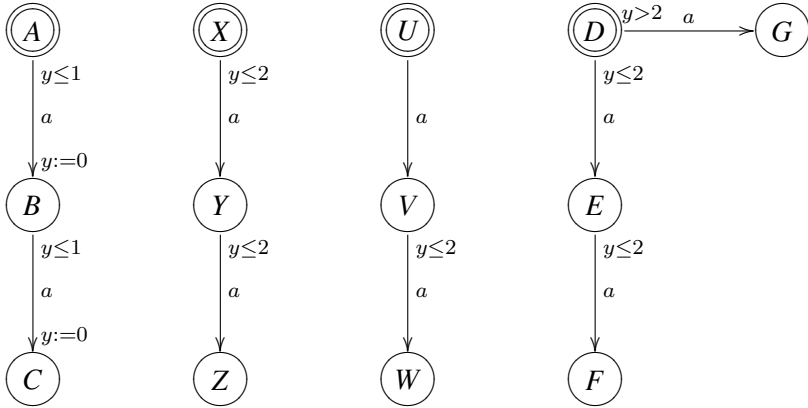 A X U D y>2 a G
y≤1 y≤2 y≤2
a a a a
y:=0
B Y V E
y≤1 y≤2 y≤2 y≤2
a a a a
y:=0
C Z W F